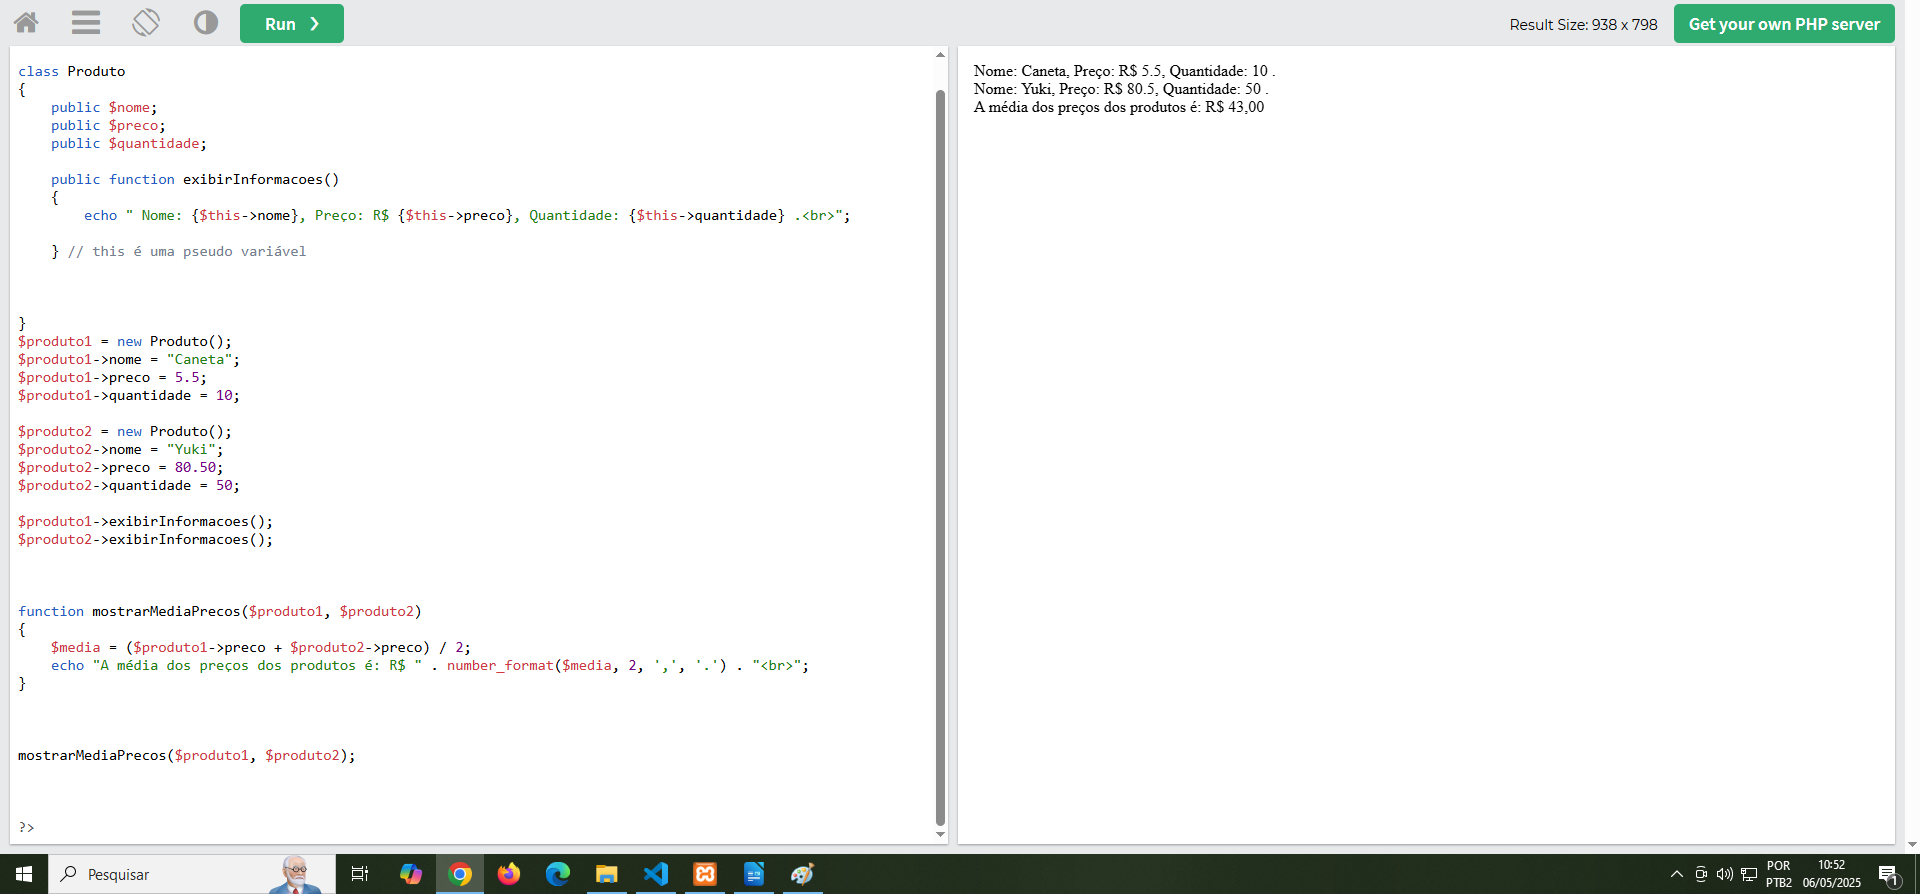 Run ❯
Result Size: 938 x 798
Get your own PHP server
class Produto
{
    public $nome;
    public $preco;
    public $quantidade;
    public function exibirInformacoes()
    {
        echo " Nome: {$this->nome}, Preço: R$ {$this->preco}, Quantidade: {$this->quantidade} .<br>";
    } // this é uma pseudo variável
}
$produto1 = new Produto();
$produto1->nome = "Caneta";
$produto1->preco = 5.5;
$produto1->quantidade = 10;
$produto2 = new Produto();
$produto2->nome = "Yuki";
$produto2->preco = 80.50;
$produto2->quantidade = 50;
$produto1->exibirInformacoes();
$produto2->exibirInformacoes();
function mostrarMediaPrecos($produto1, $produto2)
{
    $media = ($produto1->preco + $produto2->preco) / 2;
    echo "A média dos preços dos produtos é: R$ " . number_format($media, 2, ',', '.') . "<br>";
}
mostrarMediaPrecos($produto1, $produto2);
?>
Nome: Caneta, Preço: R$ 5.5, Quantidade: 10 .
Nome: Yuki, Preço: R$ 80.5, Quantidade: 50 .
A média dos preços dos produtos é: R$ 43,00
Pesquisar
POR
PTB2
10:52
06/05/2025
1